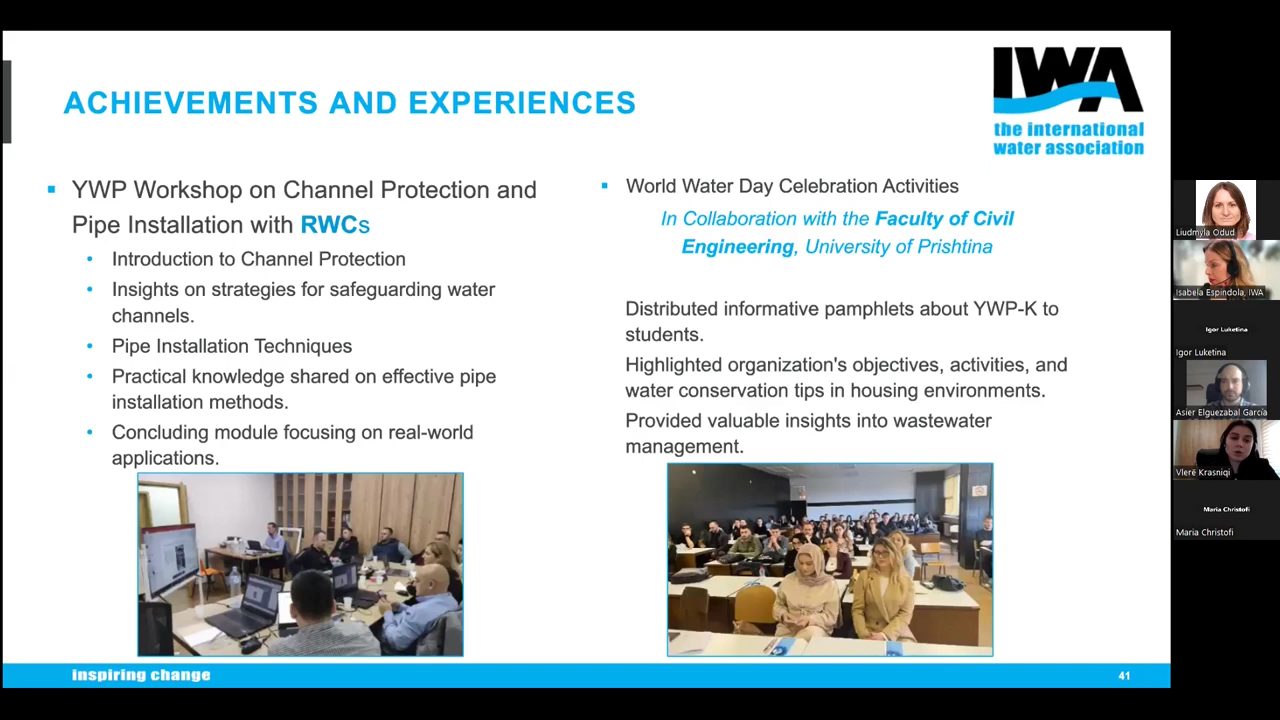 ACHIEVEMENTS AND EXPERIENCES
IWA
the international
water association
YWP Workshop on Channel Protection and
Pipe Installation with RWCs
Introduction to Channel Protection
Insights on strategies for safeguarding water
channels.
Pipe Installation Techniques
Practical knowledge shared on effective pipe
installation methods.
Concluding module focusing on real-world
applications.
World Water Day Celebration Activities
In Collaboration with the Faculty of Civil
Engineering, University of Prishtina
Distributed informative pamphlets about YWP-K to
students.
Highlighted organization's objectives, activities, and
water conservation tips in housing environments.
Provided valuable insights into wastewater
management.
inspiring change
41
Liudmyla Odud
Isabela Espindola, IWA
Igor Luketina
Igor Luketina
Asier Elguezabal Garcia
Vlerë Krasniqi
Maria Christofi
Maria Christofi